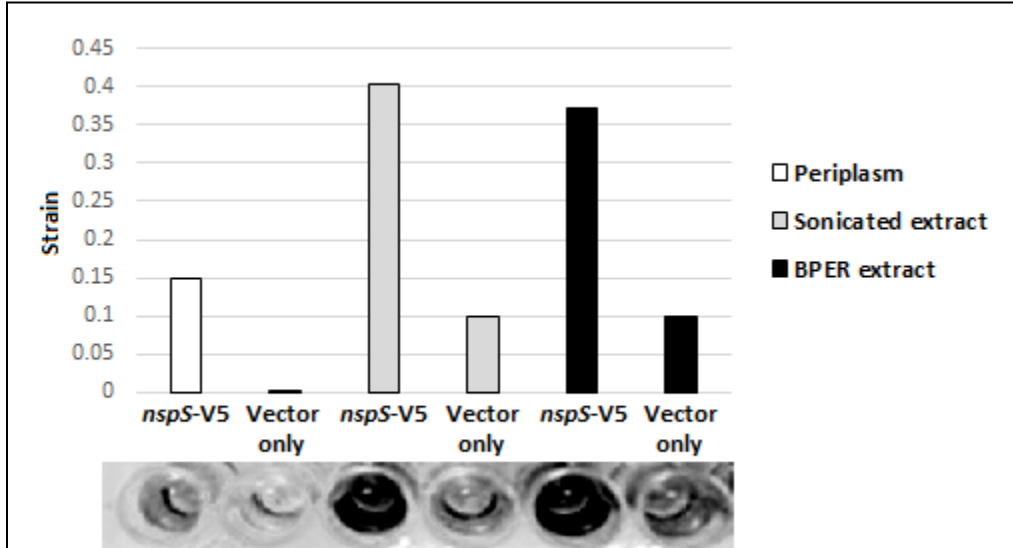 0.45
0.4
0.35
0.3
0.25
0.2
0.15
0.1
0.05
0
Strain
nspS-V5 Vector only nspS-V5 Vector only nspS-V5 Vector only
Periplasm
Sonicated extract
BPER extract